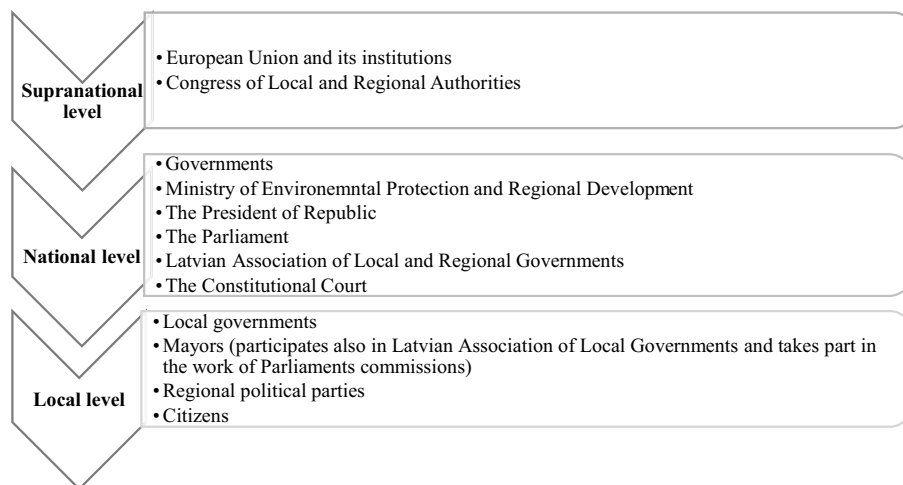 Supranational
level
• European Union and its institutions
• Congress of Local and Regional Authorities
National level
• Governments
• Ministry of Environemntal Protection and Regional Development
• The President of Republic
• The Parliament
• Latvian Association of Local and Regional Governments
• The Constitutional Court
Local level
• Local governments
• Mayors (participates also in Latvian Association of Local Governments and takes part in
the work of Parliaments commissions)
• Regional political parties
• Citizens